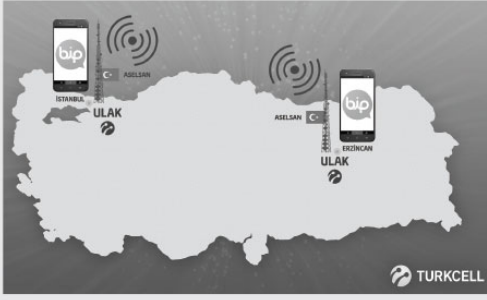 bip
ASELSAN
İSTANBUL
ULAK
bip
ASELSAN
ERZİNCAN
ULAK
TURKCELL